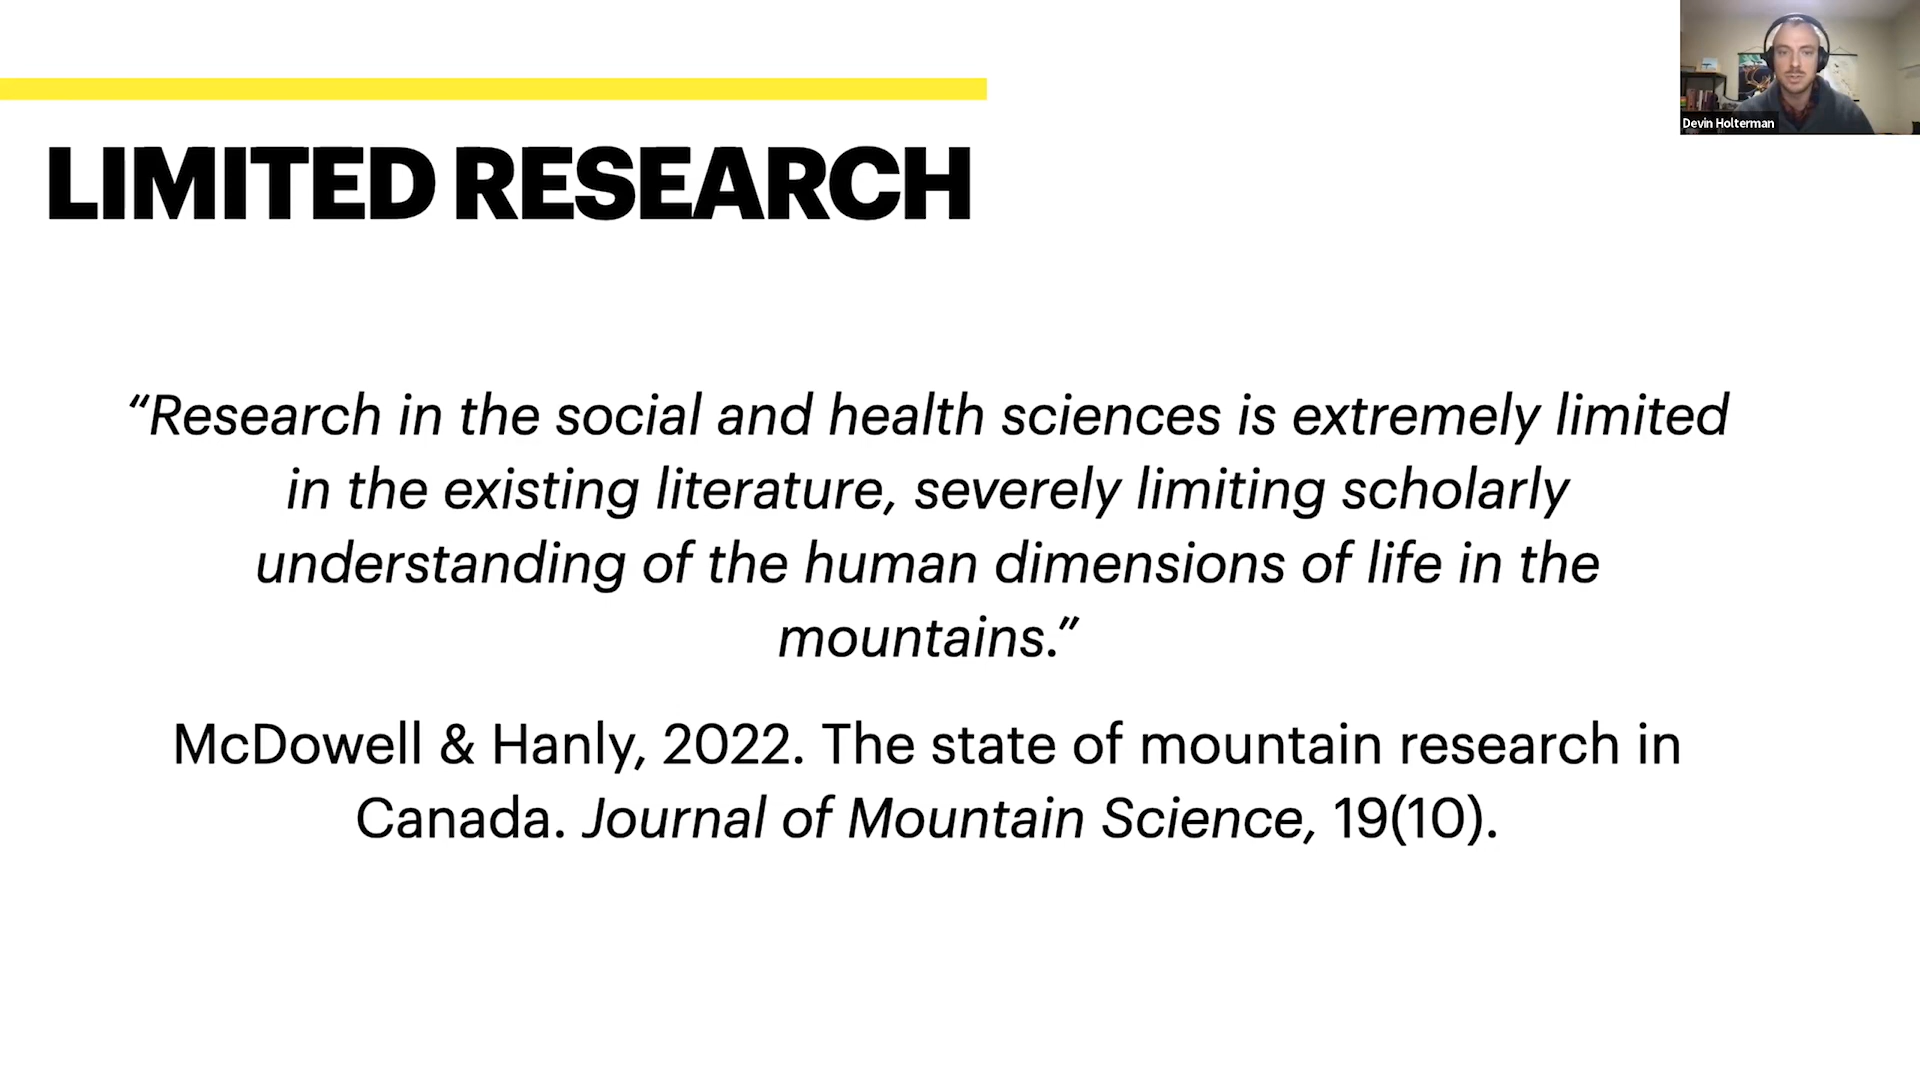 Devin Holterman
LIMITED RESEARCH
“Research in the social and health sciences is extremely limited
in the existing literature, severely limiting scholarly
understanding of the human dimensions of life in the
mountains.”
McDowell & Hanly, 2022. The state of mountain research in
Canada. Journal of Mountain Science, 19(10).